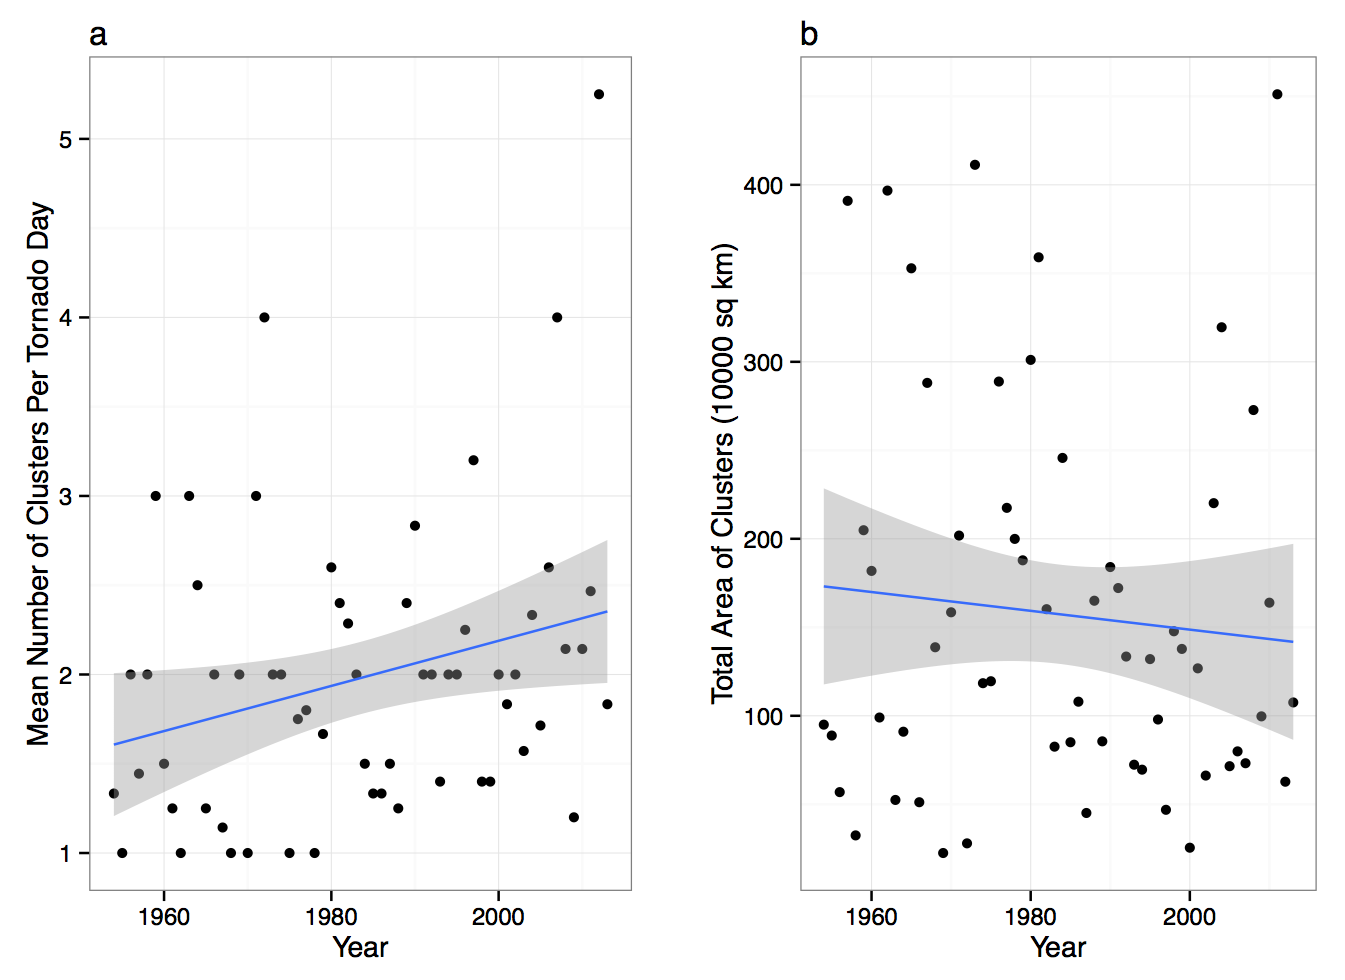 a
Mean Number of Clusters Per Tornado Day
5
4
3
2
1
1960 1980 2000
Year
b
Total Area of Clusters (10000 sq km)
400
300
200
100
1960 1980 2000
Year